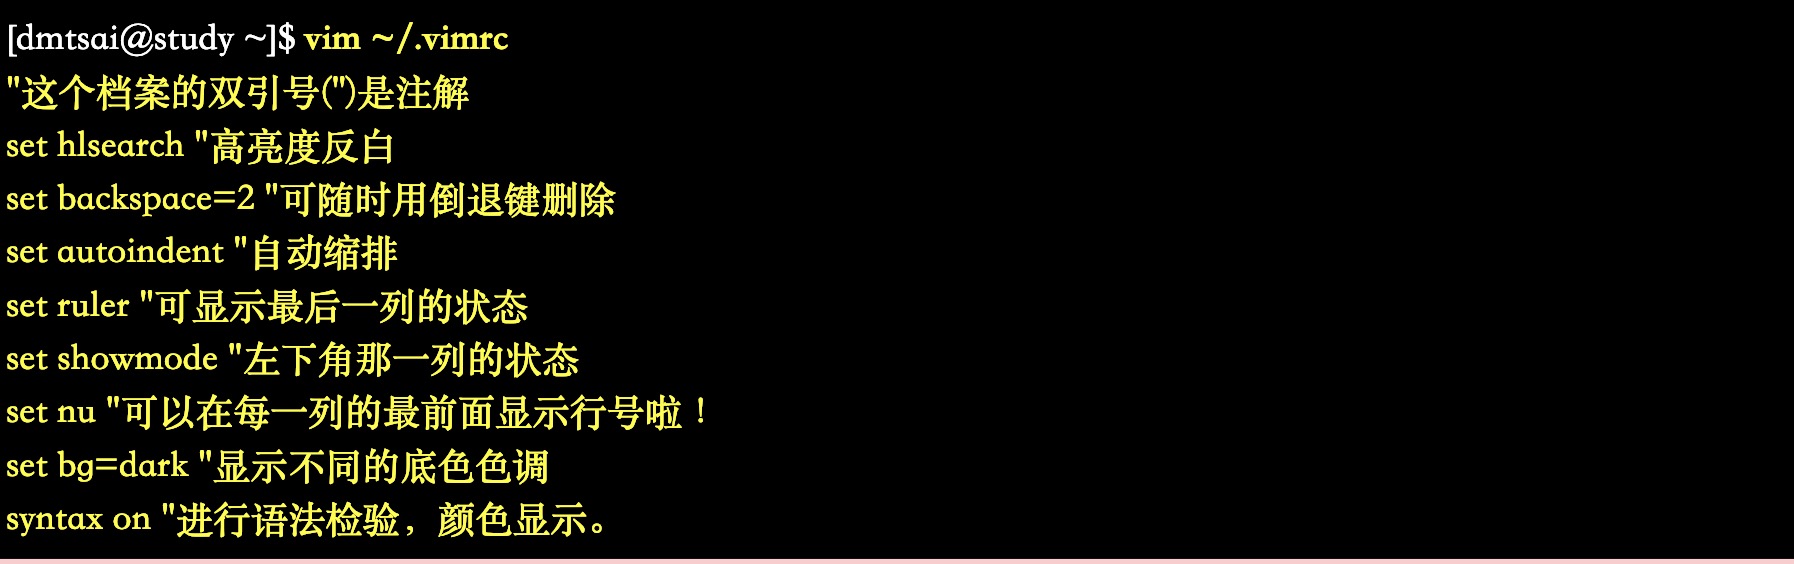 [dmtsai@study ~]$ vim ~/.vimrc
"这个档案的双引号(")是注解
set hlsearch "高亮度反白
set backspace=2 "可随时用倒退键删除
set autoindent "自动缩排
set ruler "可显示最后一列的状态
set showmode "左下角那一列的状态
set nu "可以在每一列的最前面显示行号啦！
set bg=dark "显示不同的底色色调
syntax on "进行语法检验，颜色显示。